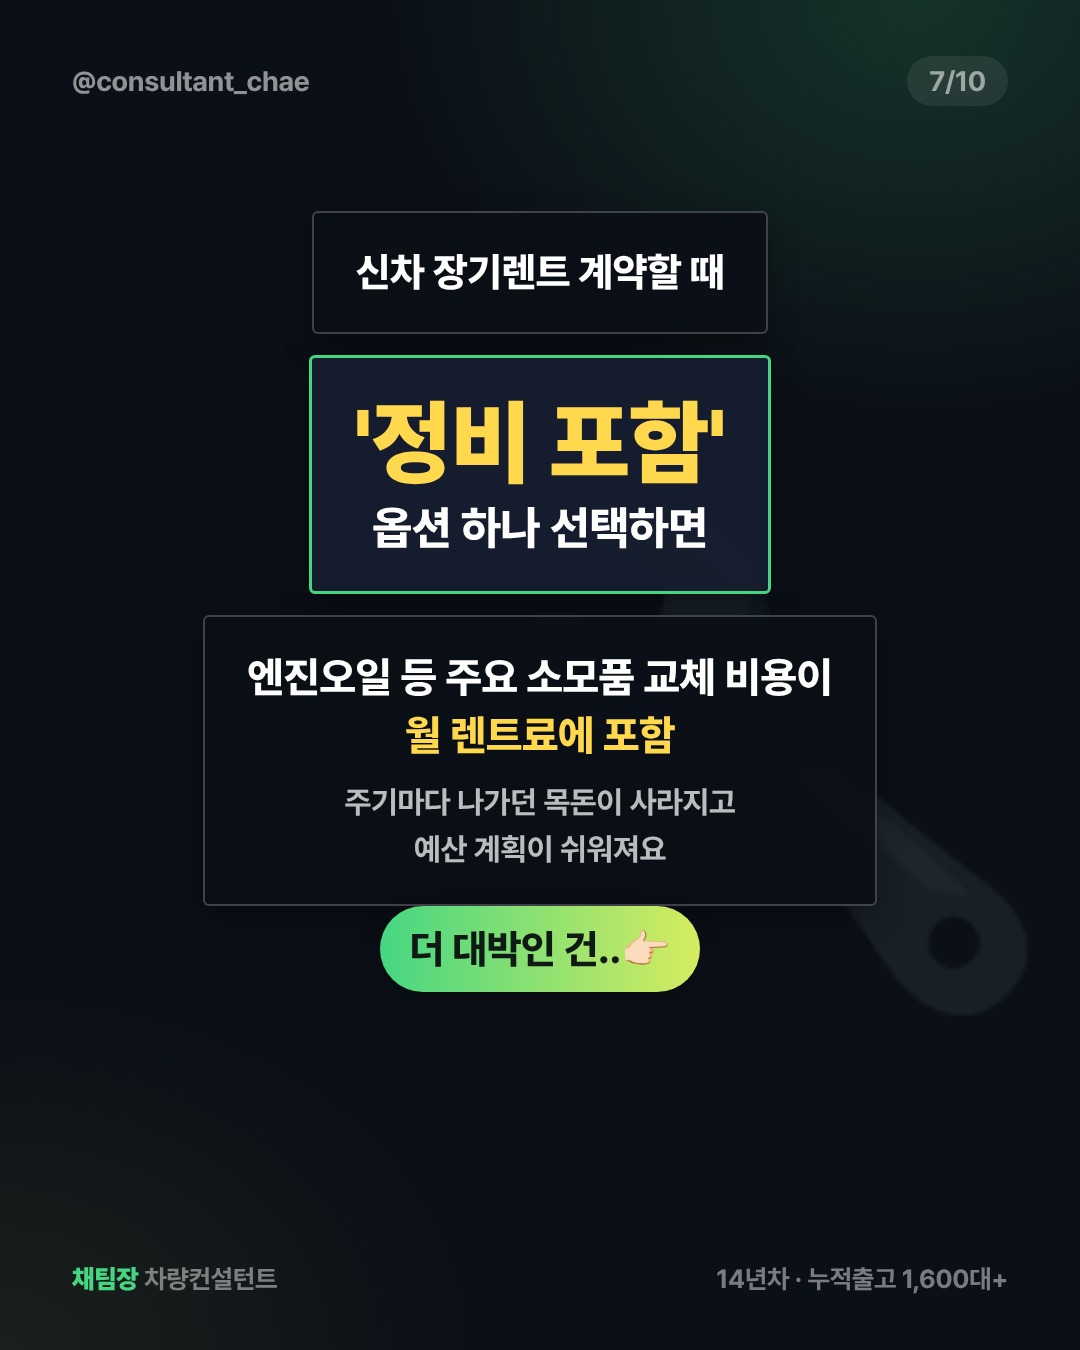 @consultant_chae
7/10
신차 장기렌트 계약할 때
'정비 포함'
옵션 하나 선택하면
엔진오일 등 주요 소모품 교체 비용이
월 렌트료에 포함
주기마다 나가던 목돈이 사라지고
예산 계획이 쉬워져요
더 대박인 건..👉🏻
채팀장 차량컨설턴트
14년차 · 누적출고 1,600대+